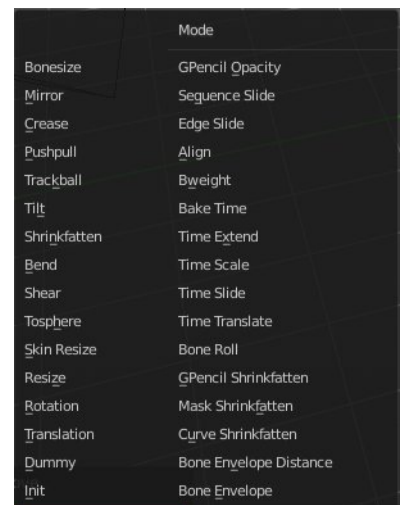 Mode
Bonesize
Mirror
Crease
Pushpull
Trackball
Tilt
Shrinkfatten
Bend
Shear
Tosphere
Skin Resize
Resize
Rotation
Translation
Dummy
Init
GPencil Opacity
Sequence Slide
Edge Slide
Align
Bweight
Bake Time
Time Extend
Time Scale
Time Slide
Time Translate
Bone Roll
GPencil Shrinkfatten
Mask Shrinkfatten
Curve Shrinkfatten
Bone Envelope Distance
Bone Envelope